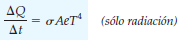 ΔQ/Δt = σAeT⁴ (sólo radiación)